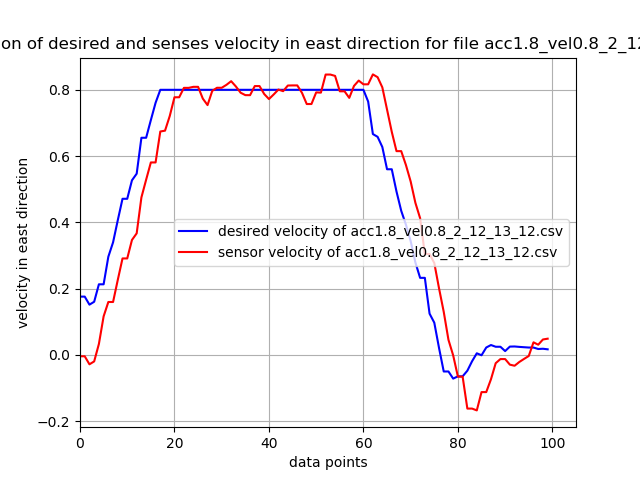 on of desired and senses velocity in east direction for file acc1.8_vel0.8_2_12
velocity in east direction
0.8
0.6
0.4
0.2
0.0
−0.2
desired velocity of acc1.8_vel0.8_2_12_13_12.csv
sensor velocity of acc1.8_vel0.8_2_12_13_12.csv
0 20 40 60 80 100
data points